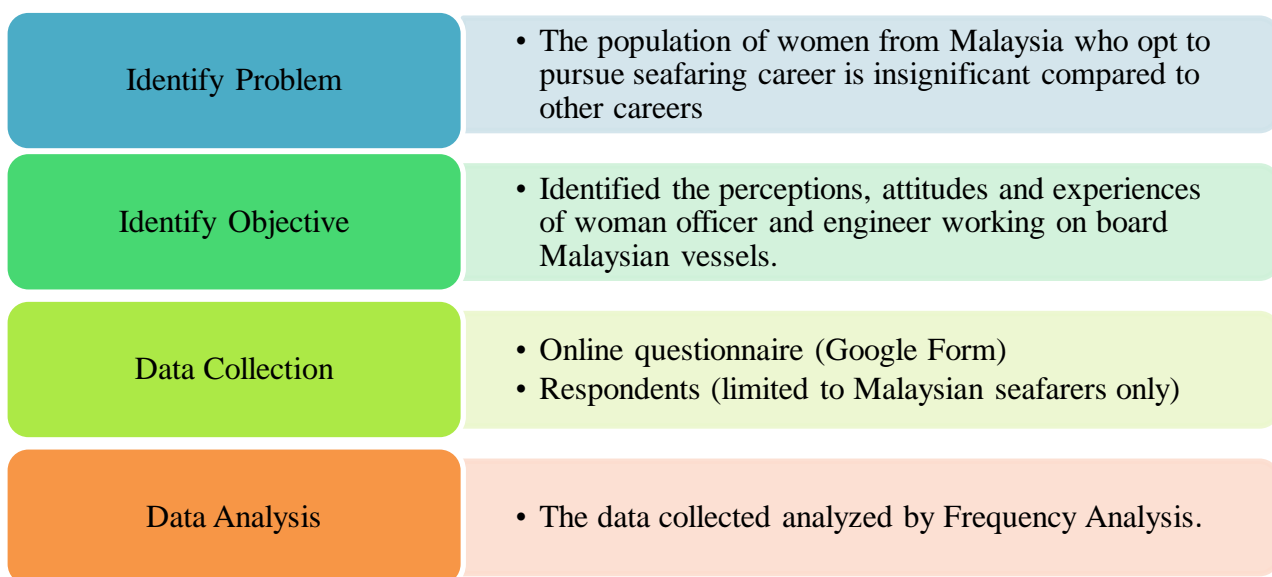 Identify Problem
• The population of women from Malaysia who opt to
pursue seafaring career is insignificant compared to
other careers
Identify Objective
• Identified the perceptions, attitudes and experiences
of woman officer and engineer working on board
Malaysian vessels.
Data Collection
• Online questionnaire (Google Form)
• Respondents (limited to Malaysian seafarers only)
Data Analysis
• The data collected analyzed by Frequency Analysis.